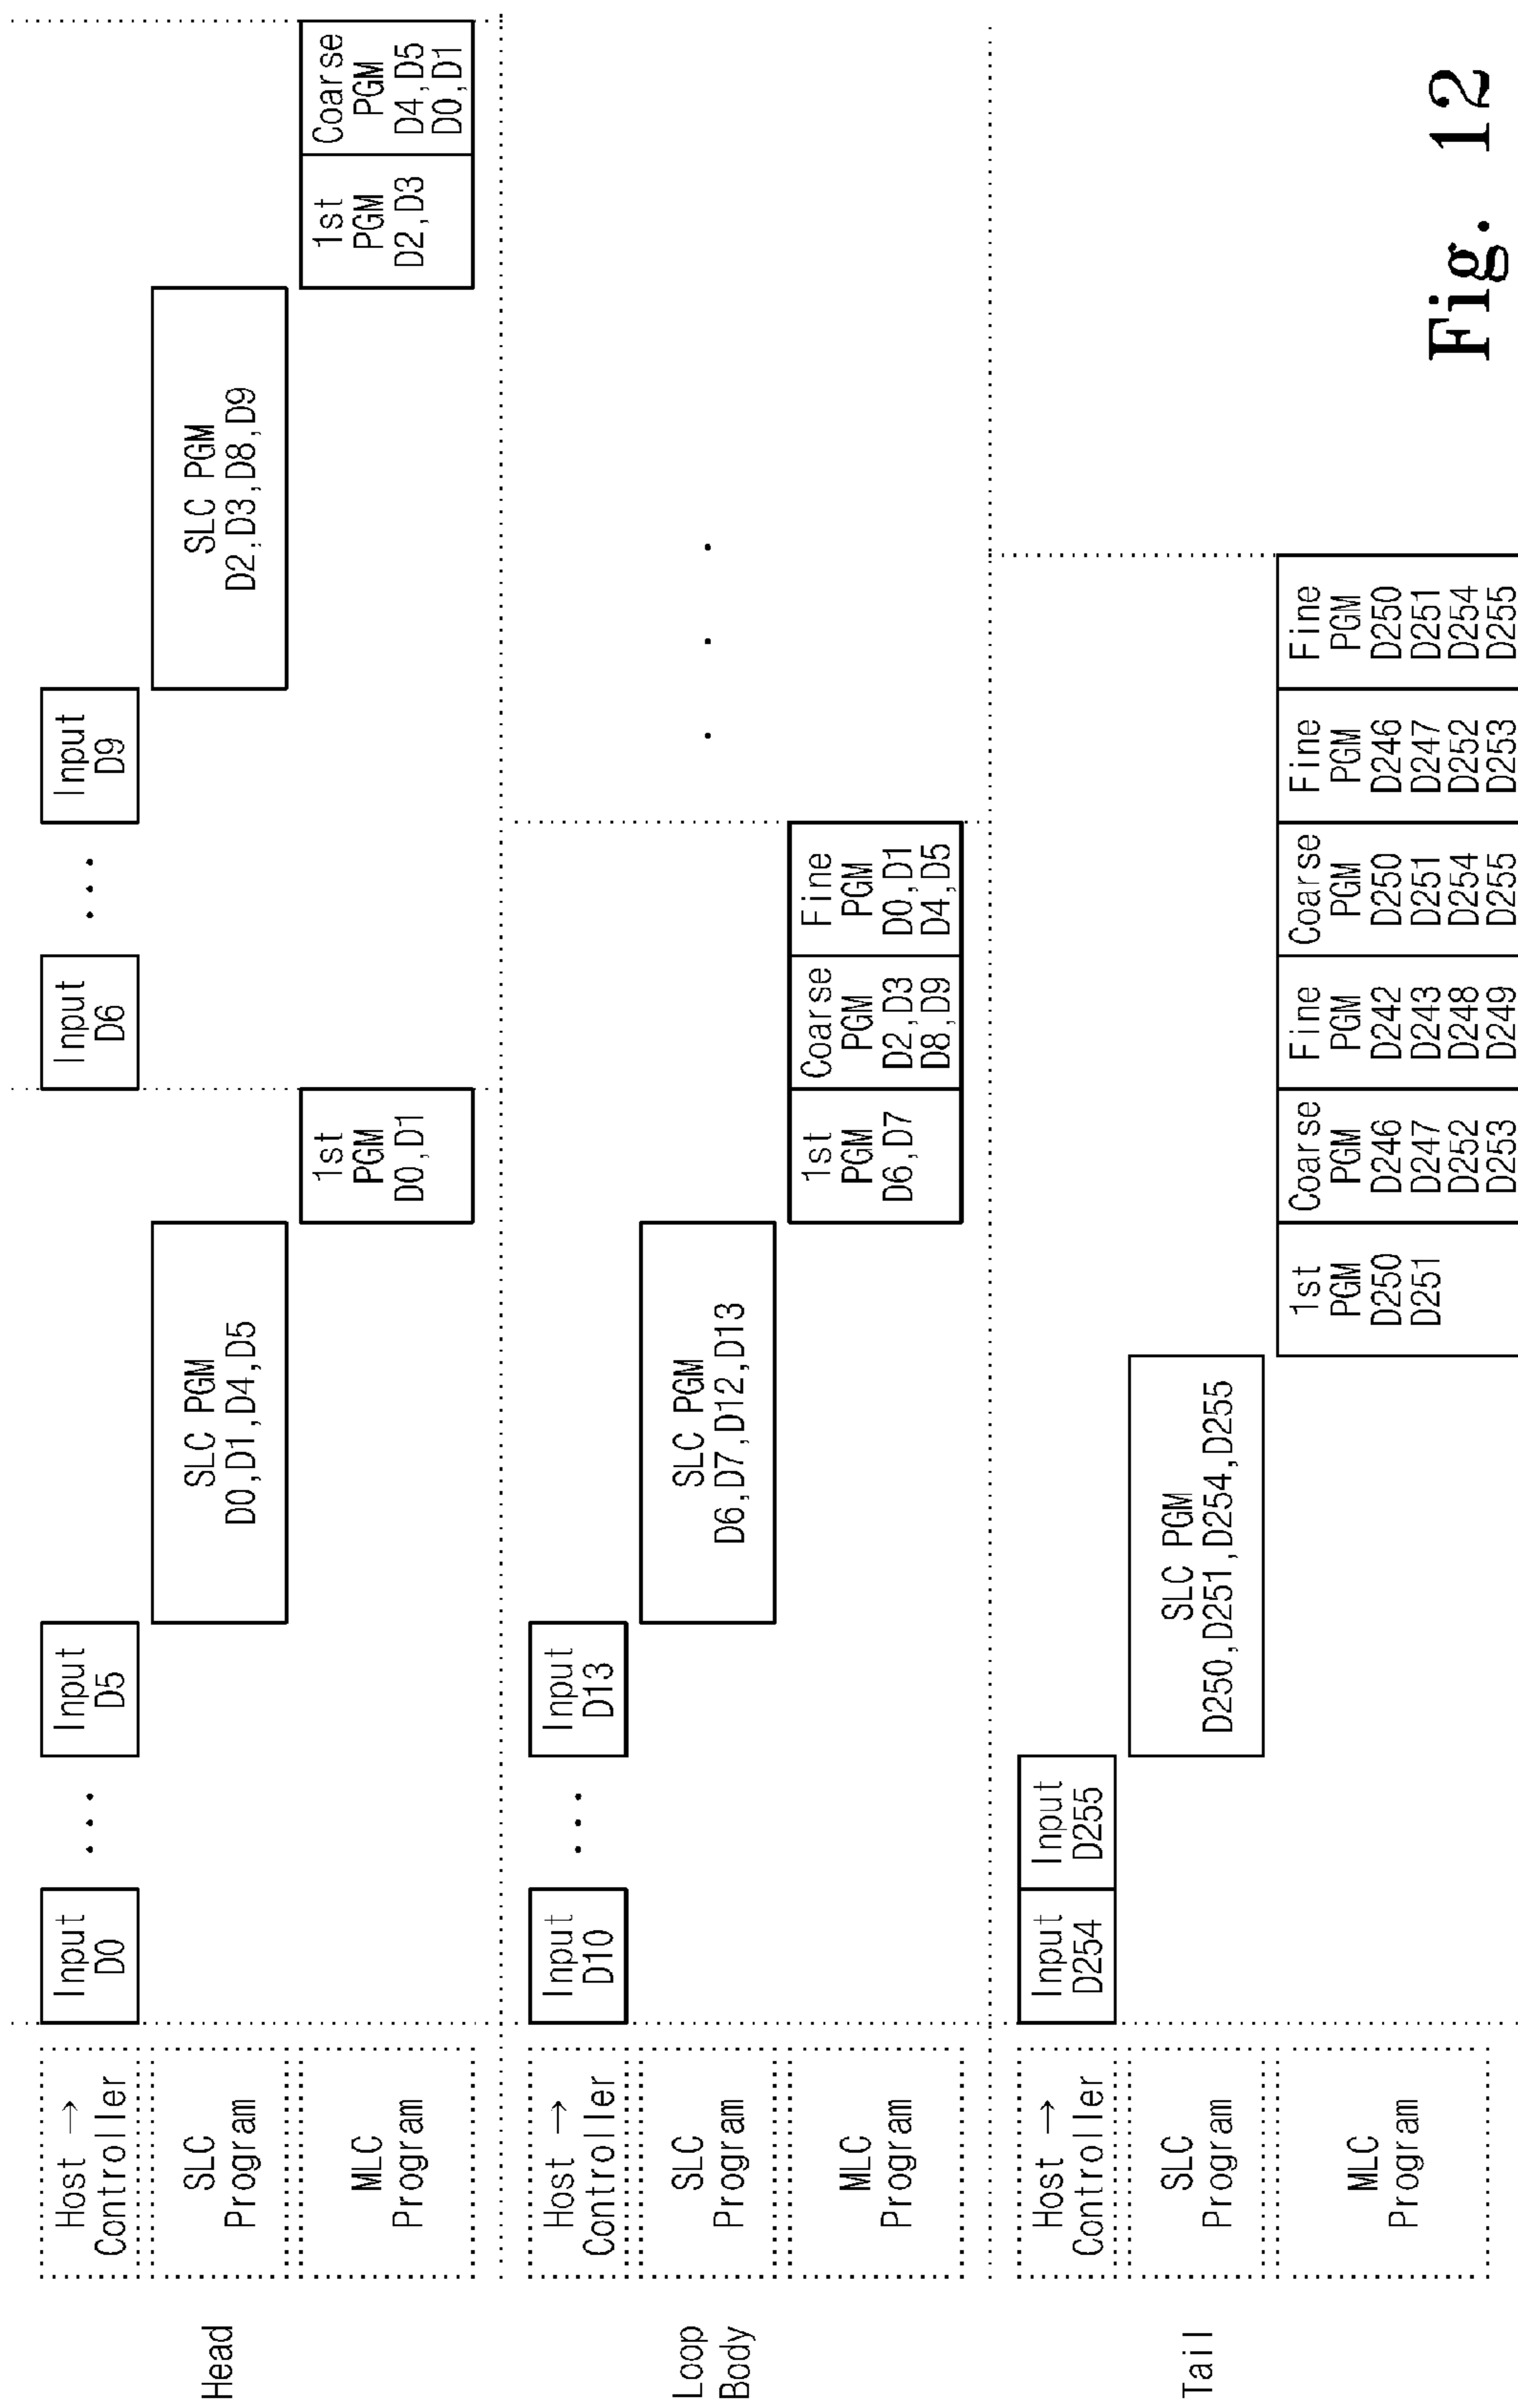 Head
Host →
Controller
Input
D0
...
Input
D5
Input
D6
...
Input
D9
SLC
Program
SLC PGM
D0,D1,D4,D5
SLC PGM
D2,D3,D8,D9
MLC
Program
1st
PGM
D0,D1
1st
PGM
D2,D3
Coarse
PGM
D4,D5
D0,D1
Loop
Body
Host →
Controller
Input
D10
...
Input
D13
SLC
Program
SLC PGM
D6,D7,D12,D13
MLC
Program
1st
PGM
D6,D7
Coarse
PGM
D2,D3
D8,D9
Fine
PGM
D0,D1
D4,D5
. . .
Tail
Host →
Controller
Input
D254
Input
D255
SLC
Program
SLC PGM
D250,D251,D254,D255
MLC
Program
1st
PGM
D250
D251
Coarse
PGM
D246
D247
D252
D253
Fine
PGM
D242
D243
D248
D249
Coarse
PGM
D250
D251
D254
D255
Fine
PGM
D246
D247
D252
D253
Fine
PGM
D250
D251
D254
D255
Fig. 12